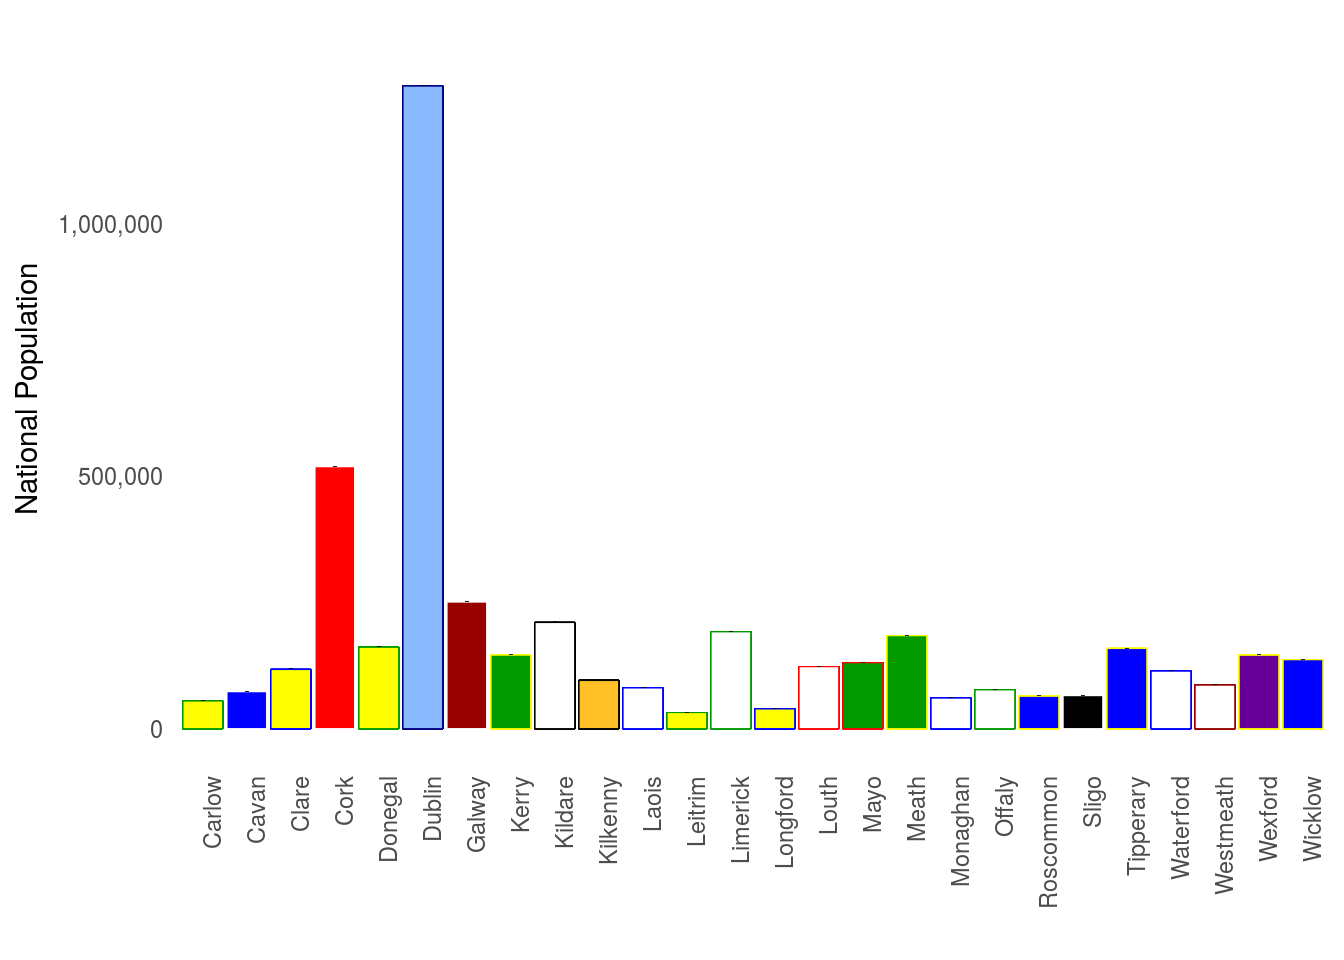 National Population
1,000,000
500,000
0
Carlow
Cavan
Clare
Cork
Donegal
Dublin
Galway
Kerry
Kildare
Kilkenny
Laois
Leitrim
Limerick
Longford
Louth
Mayo
Meath
Monaghan
Offaly
Roscommon
Sligo
Tipperary
Waterford
Westmeath
Wexford
Wicklow